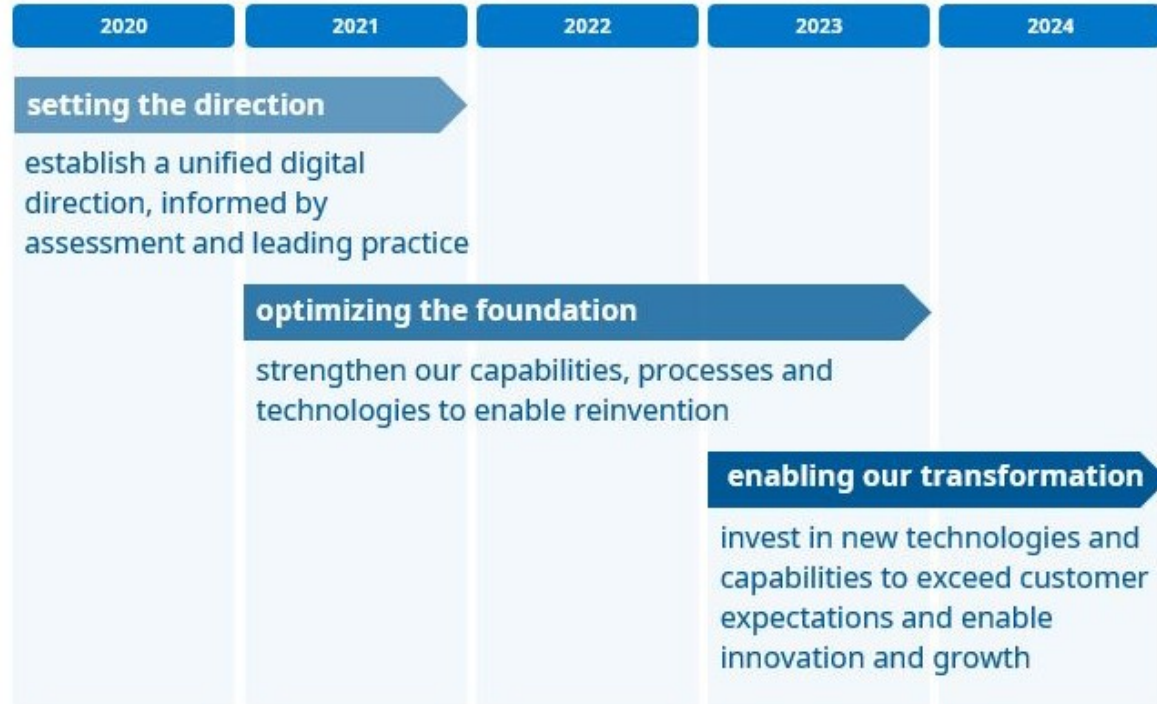 2020 2021 2022 2023 2024
setting the direction
establish a unified digital
direction, informed by
assessment and leading practice
optimizing the foundation
strengthen our capabilities, processes and
technologies to enable reinvention
enabling our transformation
invest in new technologies and
capabilities to exceed customer
expectations and enable
innovation and growth